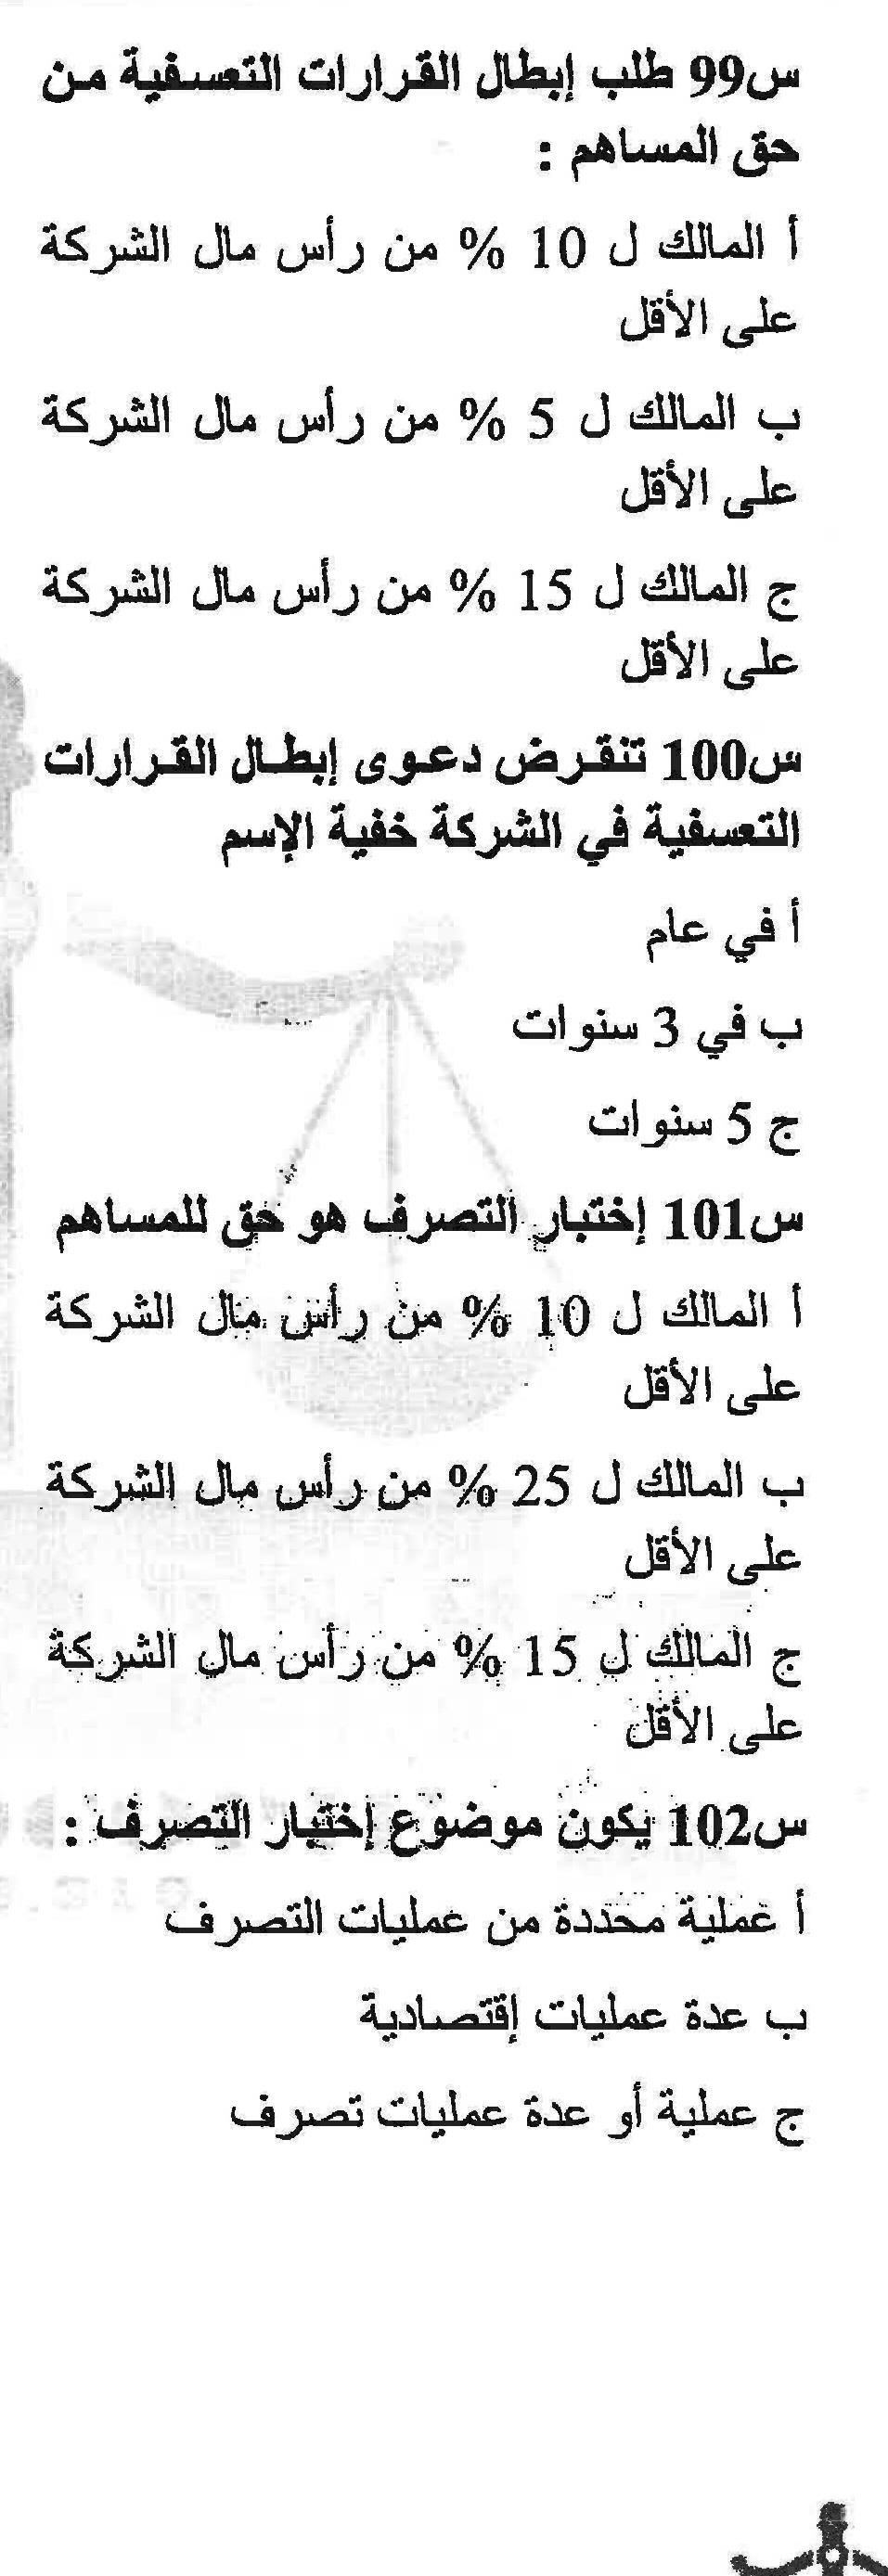 س99 طلب إبطال القرارات التعسفية من
حق المساهم :
أ المالك ل 10 % من رأس مال الشركة
على الأقل
ب المالك ل 5 % من رأس مال الشركة
على الأقل
ج المالك ل 15 % من رأس مال الشركة
على الأقل
س100 تنقرض دعوى إبطال القرارات
التعسفية في الشركة خفية الإسم
أ في عام
ب في 3 سنوات
ج 5 سنوات
س101 إختبار التصرف هو حق للمساهم
أ المالك ل 10 % من رأس مال الشركة
على الأقل
ب المالك ل 25 % من رأس مال الشركة
على الأقل
ج المالك ل 15 % من رأس مال الشركة
على الأقل
س102 يكون موضوع إختبار التصرف :
أ عملية محددة من عمليات التصرف
ب عدة عمليات إقتصادية
ج عملية أو عدة عمليات تصرف